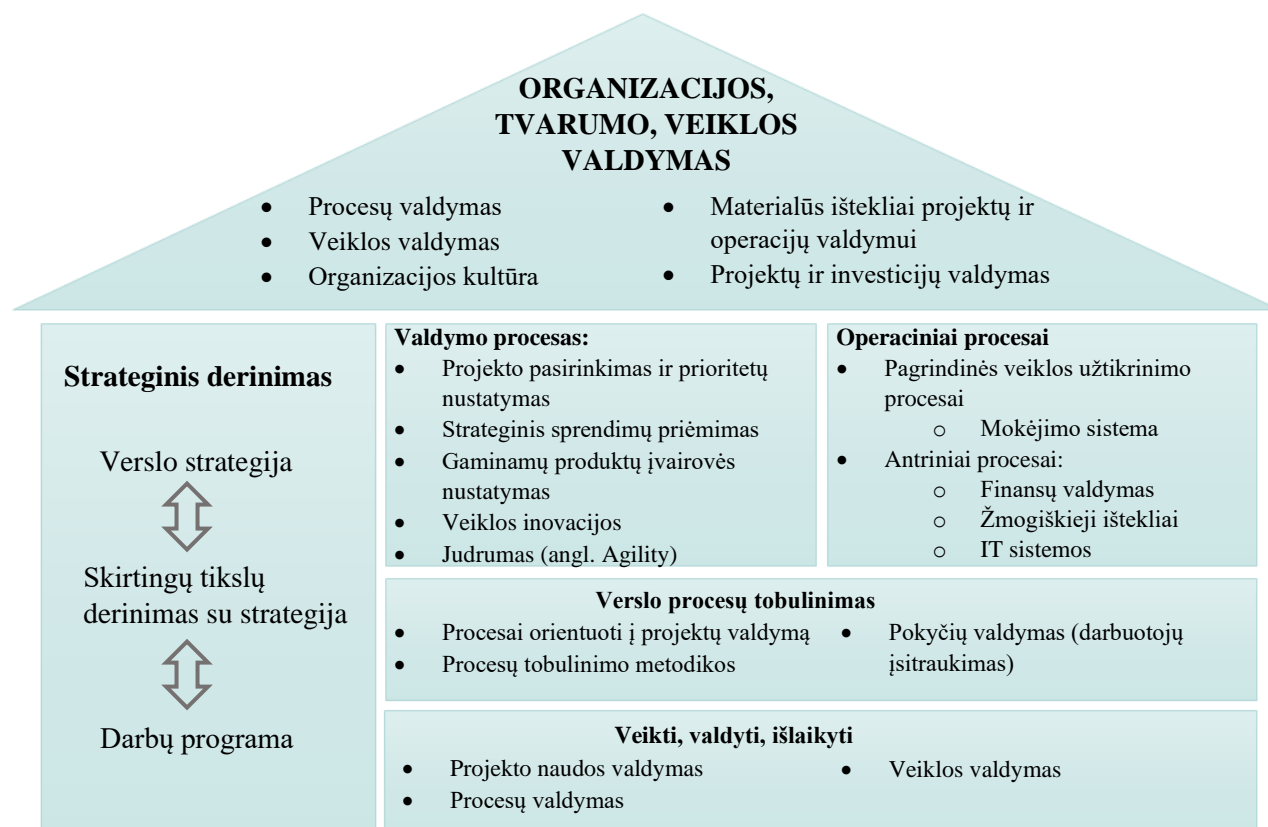 ORGANIZACIJOS,
TVARUMO, VEIKLOS
VALDYMAS
• Procesų valdymas
• Veiklos valdymas
• Organizacijos kultūra
• Materialūs ištekliai projektų ir
operacijų valdymui
• Projektų ir investicijų valdymas
Strateginis derinimas
Verslo strategija
Skirtingų tikslų
derinimas su strategija
Darbų programa
Valdymo procesas:
• Projekto pasirinkimas ir prioritetų
nustatymas
• Strateginis sprendimų priėmimas
• Gaminamų produktų įvairovės
nustatymas
• Veiklos inovacijos
• Judrumas (angl. Agility)
Operaciniai procesai
• Pagrindinės veiklos užtikrinimo
procesai
o Mokėjimo sistema
• Antriniai procesai:
o Finansų valdymas
o Žmogiškieji ištekliai
o IT sistemos
Verslo procesų tobulinimas
• Procesai orientuoti į projektų valdymą
• Procesų tobulinimo metodikos
• Pokyčių valdymas (darbuotojų
įsitraukimas)
Veikti, valdyti, išlaikyti
• Projekto naudos valdymas
• Procesų valdymas
• Veiklos valdymas